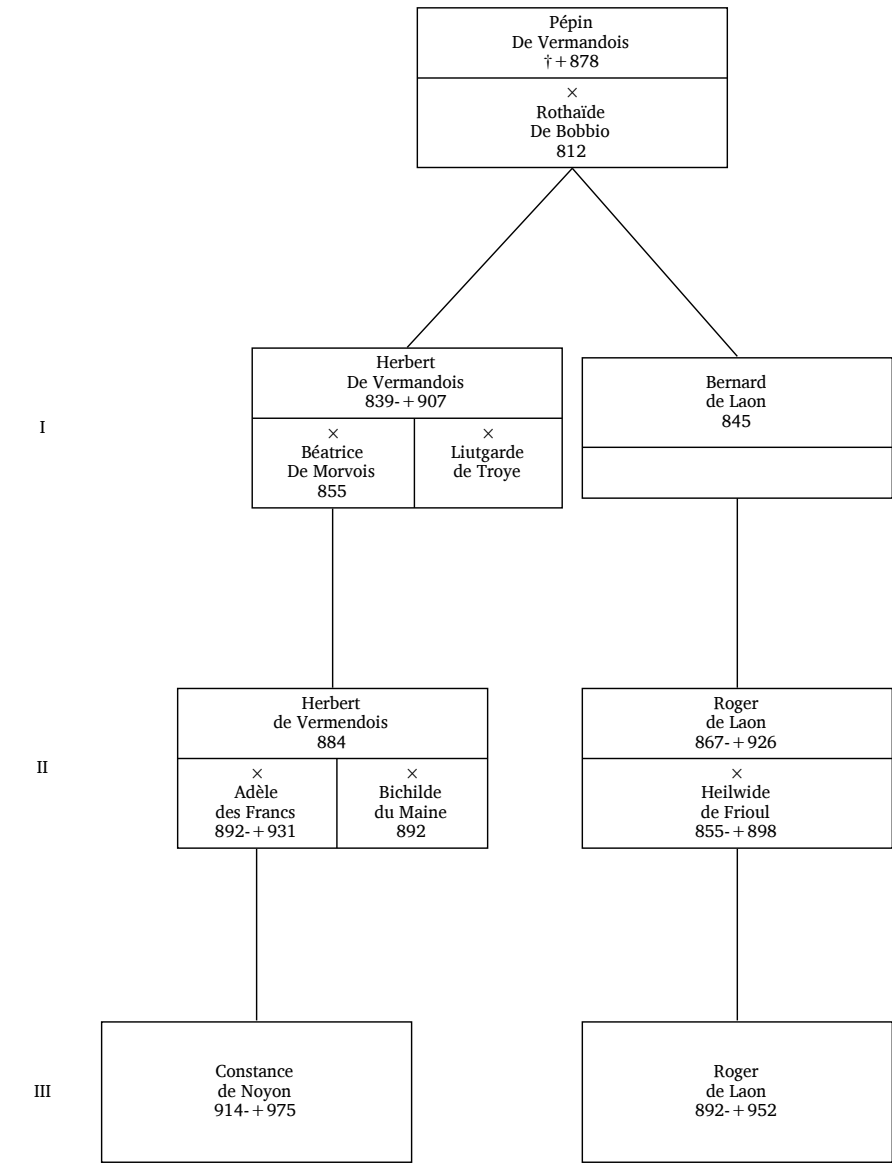 Pépin
De Vermandois
†+878
×
Rothaïde
De Bobbio
812
I
Herbert
De Vermandois
839-+907
×
Béatrice
De Morvois
855
×
Liutgarde
de Troye
Bernard
de Laon
845
II
Herbert
de Vermendois
884
×
Adèle
des Francs
892-+931
×
Bichilde
du Maine
892
Roger
de Laon
867-+926
×
Heilwide
de Frioul
855-+898
III
Constance
de Noyon
914-+975
Roger
de Laon
892-+952